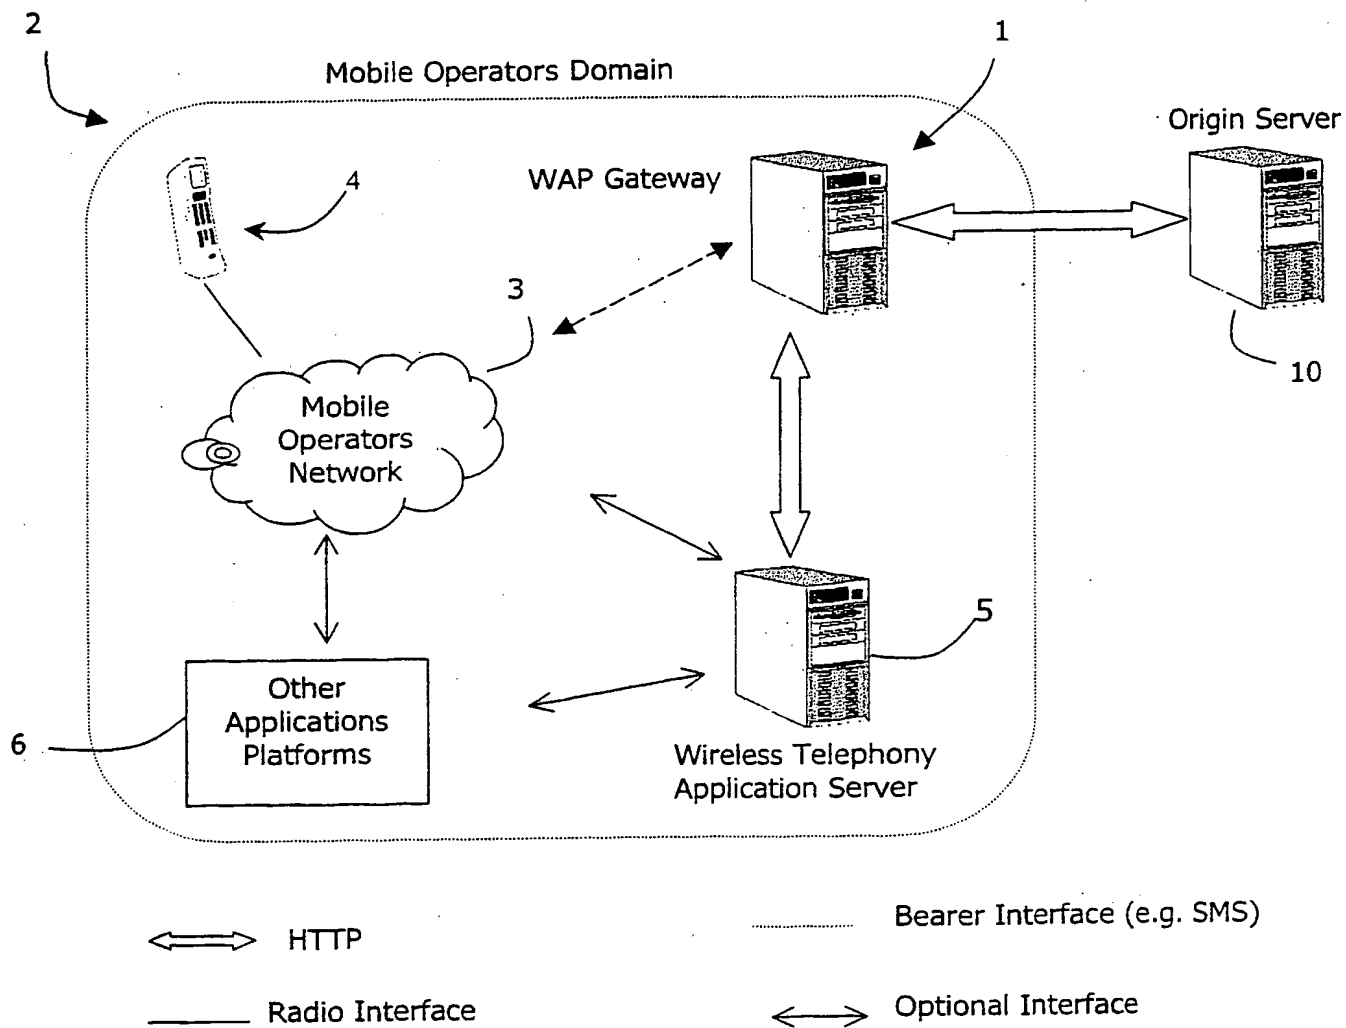 2
1
Mobile Operators Domain
Origin Server
WAP Gateway
4
3
10
Mobile
Operators
Network
5
Other
Applications
Platforms
6
Wireless Telephony
Application Server
Bearer Interface (e.g. SMS)
HTTP
Radio Interface
Optional Interface